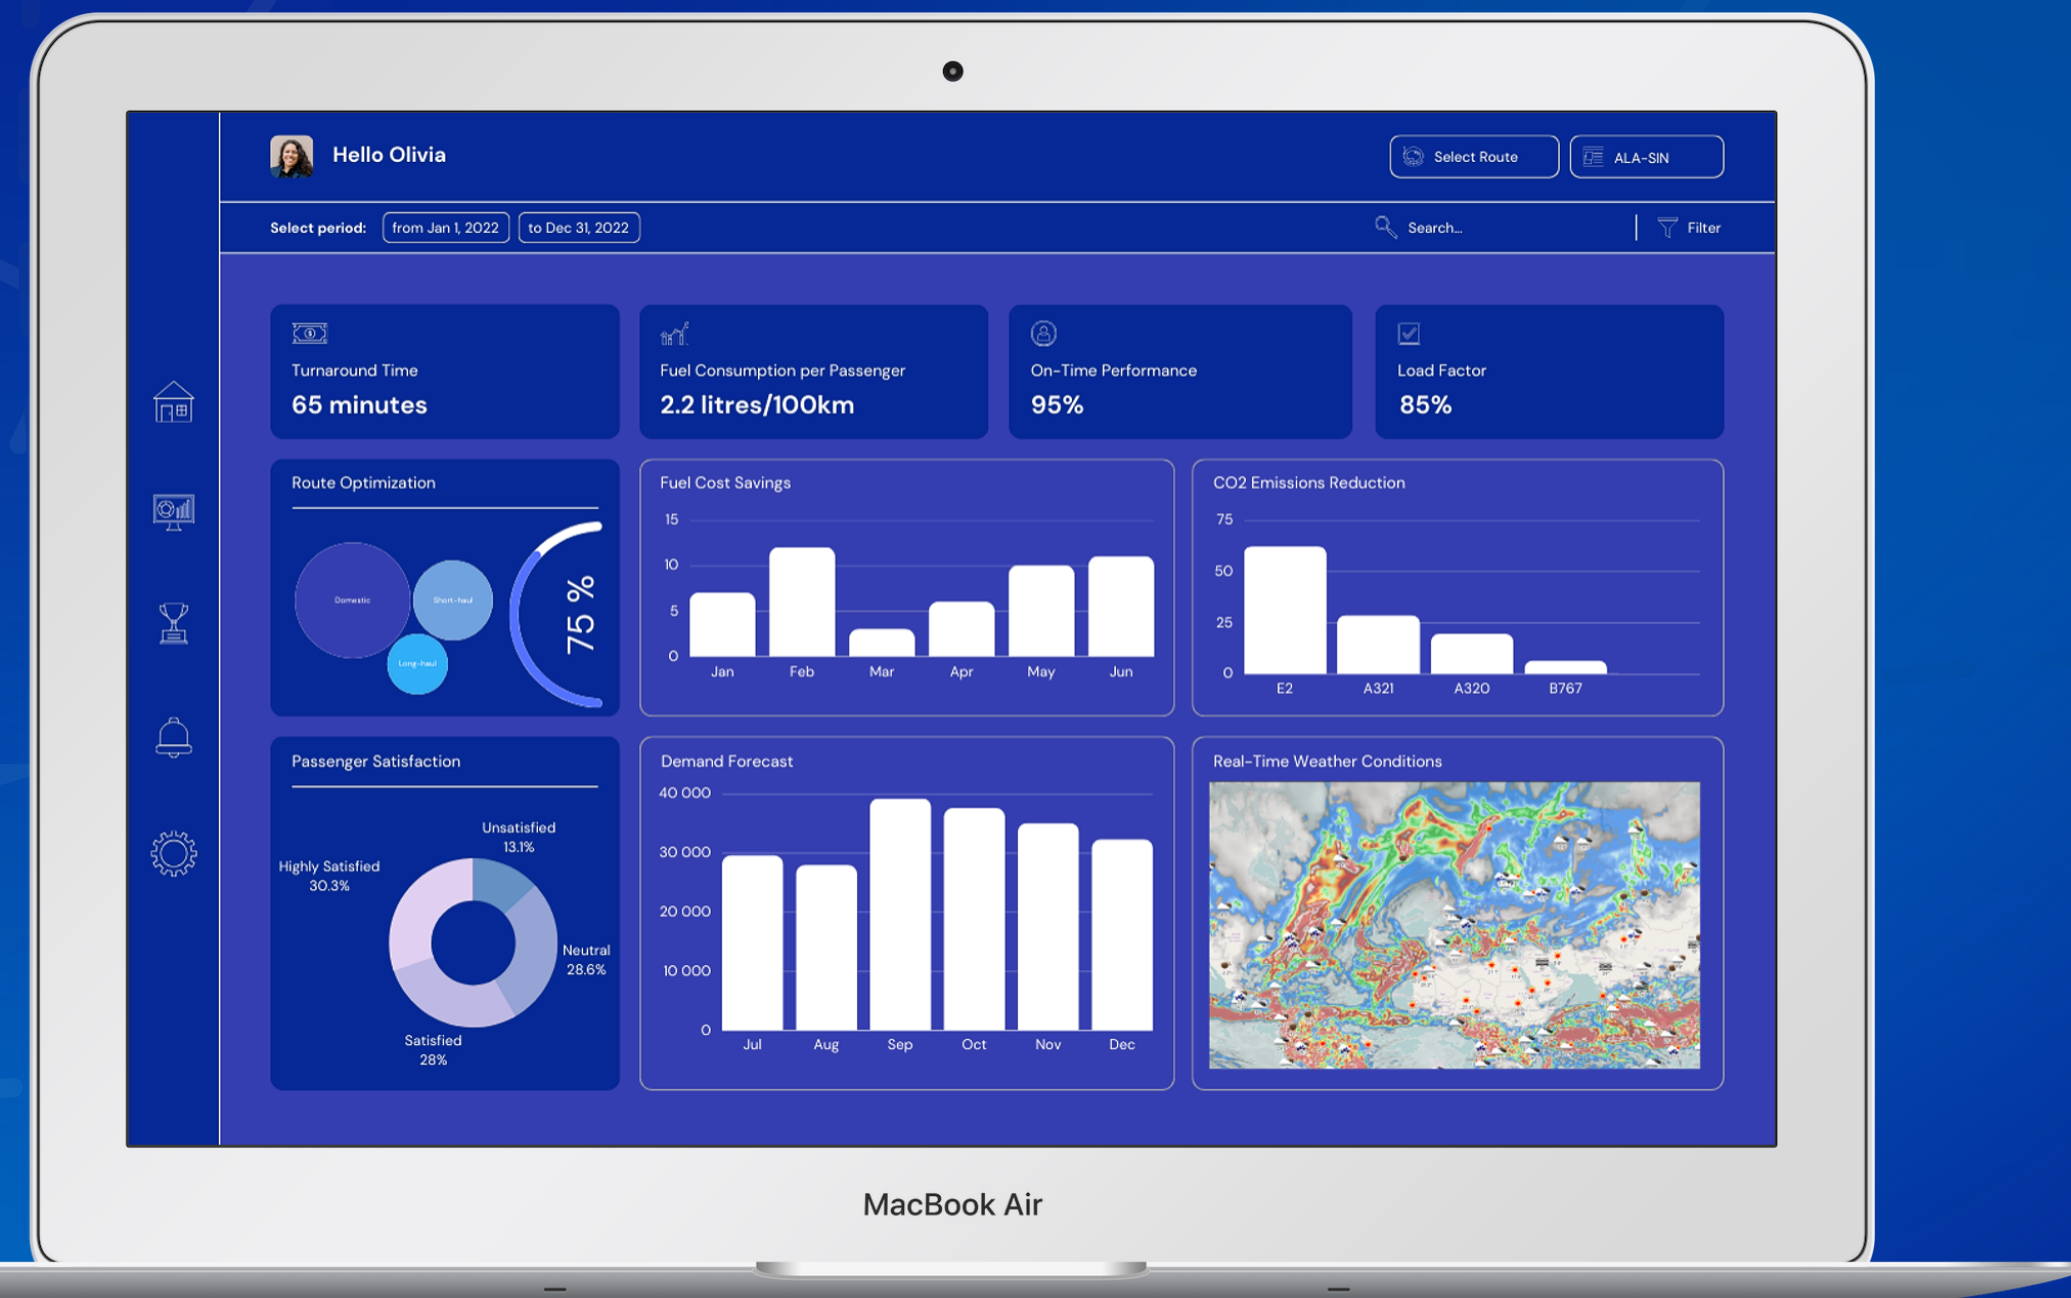 Hello Olivia
Select Route
ALA-SIN
Select period:
from Jan 1, 2022
to Dec 31, 2022
Search...
Filter
Turnaround Time
65 minutes
Fuel Consumption per Passenger
2.2 litres/100km
On-Time Performance
95%
Load Factor
85%
Route Optimization
Domestic
Short-haul
Long-haul
75 %
Fuel Cost Savings
15
10
5
0
Jan Feb Mar Apr May Jun
CO2 Emissions Reduction
75
50
25
0
E2 A321 A320 B767
Passenger Satisfaction
Unsatisfied
13.1%
Highly Satisfied
30.3%
Neutral
28.6%
Satisfied
28%
Demand Forecast
40 000
30 000
20 000
10 000
0
Jul Aug Sep Oct Nov Dec
Real-Time Weather Conditions
MacBook Air